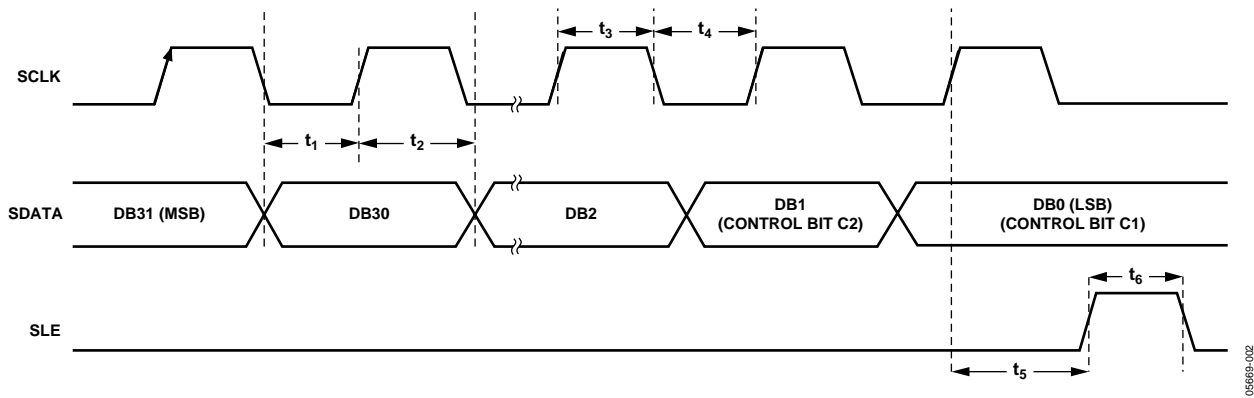 t3
t4
SCLK
t1
t2
SDATA
DB31 (MSB)
DB30
DB2
DB1
(CONTROL BIT C2)
DB0 (LSB)
(CONTROL BIT C1)
t6
SLE
t5
05669-002